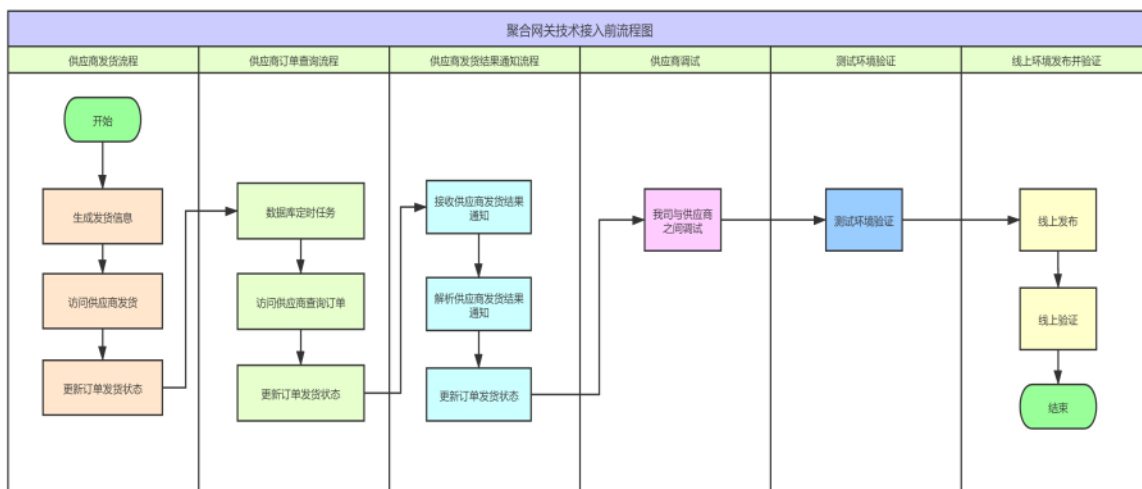 聚合网关技术接入前流程图
供应商发货流程
供应商订单查询流程
供应商发货结果通知流程
供应商调试
测试环境验证
线上环境发布并验证
开始
生成发货信息
访问供应商发货
更新订单发货状态
数据库定时任务
访问供应商查询订单
更新订单发货状态
接收供应商发货结果
通知
解析供应商发货结果
通知
更新订单发货状态
我司与供应商
之间调试
测试环境验证
线上发布
线上验证
结束